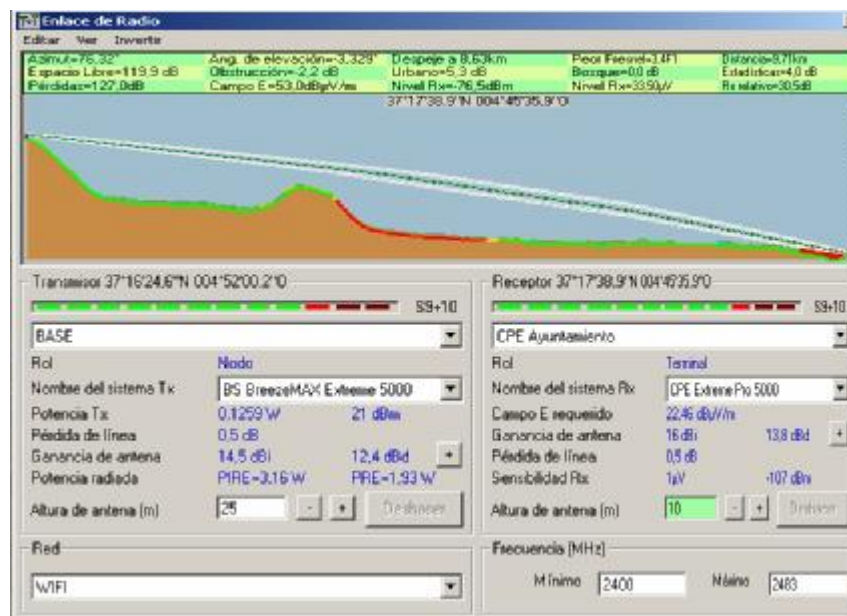 Enlace de Radio
Editar Ver Invertir
Azimut=76,32° Ang. de elevación=-3,329° Despeje a 8,63km Peor Fresnel=3,4F1 Distancia=9,71km
Espacio Libre=119,9 dB Obstrucción=-2,2 dB Urbano=5,3 dB Bosque=0,0 dB Estadísticas=4,0 dB
Pérdidas=127,0dB Campo E=53,0dBµV/m Nivel Rx=-76,5dBm Nivel Rx=33,50µV Rx relativo=30,5dB
37°17'38,9"N 004°45'35,9"O
Transmisor 37°16'24,6"N 004°52'00,2"O
S9+10
BASE
Rol Nodo
Nombre del sistema Tx BS BreezeMAX Extreme 5000
Potencia Tx 0,1259 W 21 dBm
Pérdida de línea 0,5 dB
Ganancia de antena 14,5 dBi 12,4 dBd +
Potencia radiada PIRE=3,16 W PRE=1,93 W
Altura de antena (m) 25 - + Deshacer
Red
WIFI
Receptor 37°17'38,9"N 004°45'35,9"O
S9+10
CPE Ayuntamiento
Rol Terminal
Nombre del sistema Rx CPE Extreme Pro 5000
Campo E requerido 22,46 dBµV/m
Ganancia de antena 16 dBi 13,8 dBd +
Pérdida de línea 0,5 dB
Sensibilidad Rx 1µV -107 dBm
Altura de antena (m) 10 - +
Frecuencia [MHz]
Mínimo 2400 Máximo 2483